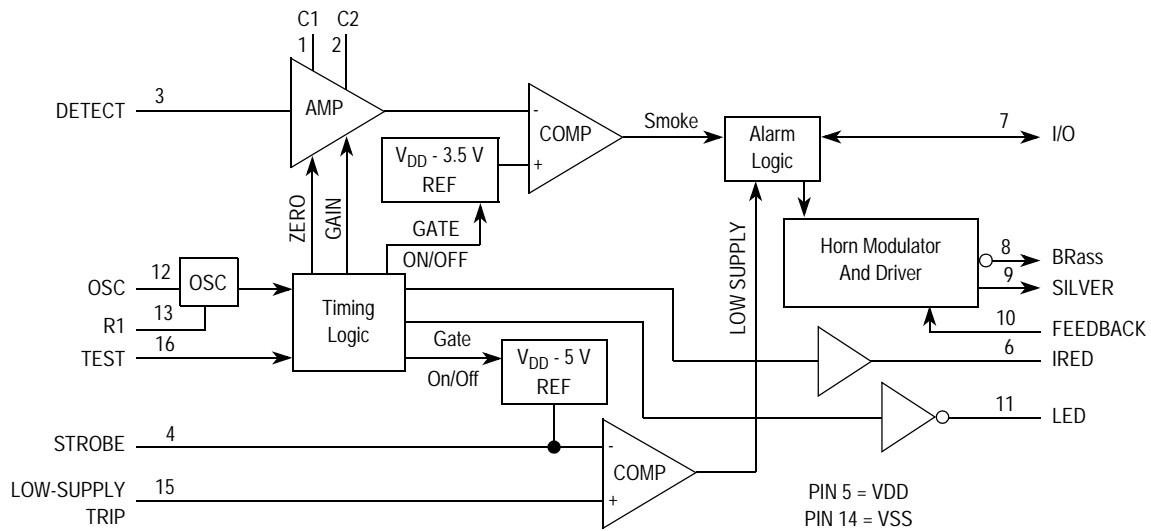 C1 C2
1 2
DETECT 3
AMP
-
+
COMP
Smoke
Alarm
Logic
7 I/O
VDD - 3.5 V
REF
ZERO
GAIN
GATE
ON/OFF
LOW SUPPLY
Horn Modulator
And Driver
8 BRass
9 SILVER
10 FEEDBACK
OSC 12
OSC
R1 13
TEST 16
Timing
Logic
Gate
On/Off
VDD - 5 V
REF
6 IRED
11 LED
STROBE 4
-
+
COMP
LOW-SUPPLY 15
TRIP
PIN 5 = VDD
PIN 14 = VSS